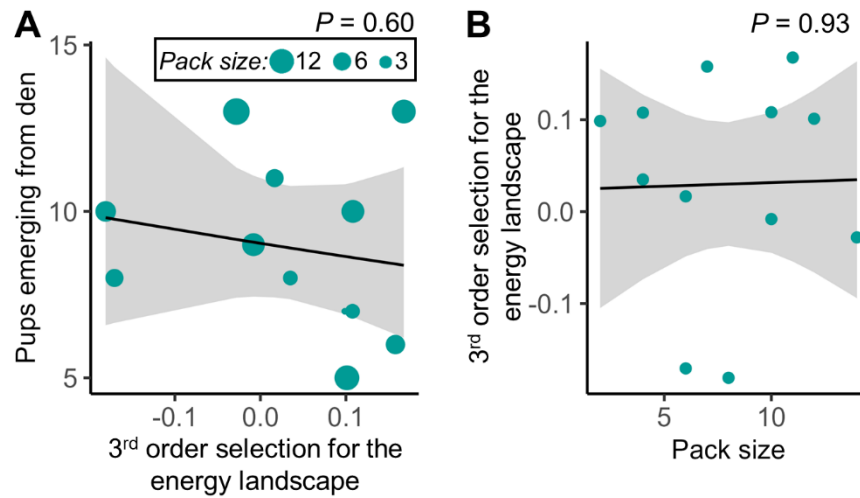 A
P = 0.60
Pack size: 12 6 3
15
10
5
Pups emerging from den
-0.1 0.0 0.1
3rd order selection for the
energy landscape
B
P = 0.93
0.1
0.0
-0.1
3rd order selection for the
energy landscape
5 10
Pack size